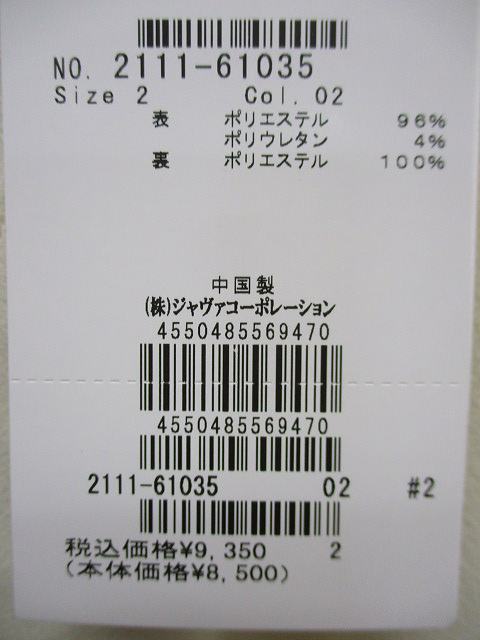 NO. 2111-61035
Size 2 Col. 02
表 ポリエステル 96%
ポリウレタン 4%
裏 ポリエステル 100%
中国製
(株)ジャヴァコーポレーション
4550485569470
4550485569470
2111-61035 02 #2
税込価格¥9,350 2
(本体価格¥8,500)